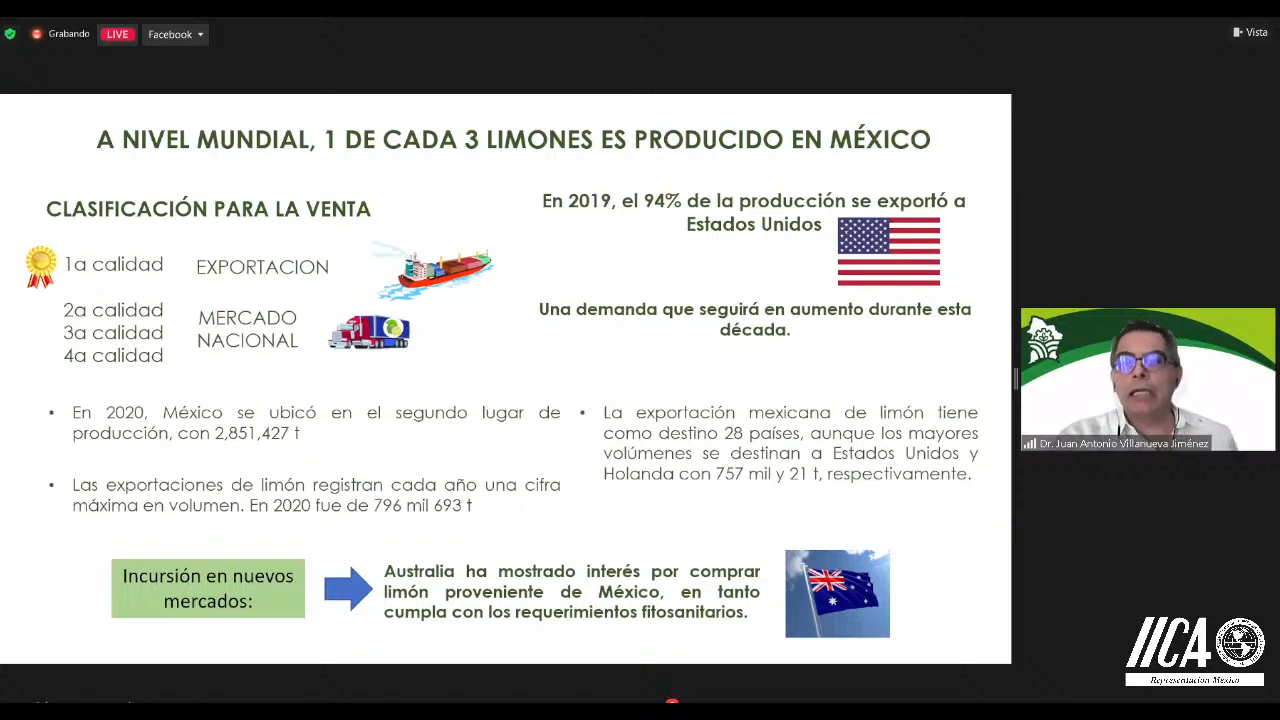 Grabando
LIVE
Facebook
Vista
A NIVEL MUNDIAL, 1 DE CADA 3 LIMONES ES PRODUCIDO EN MÉXICO
CLASIFICACIÓN PARA LA VENTA
1a calidad
EXPORTACION
2a calidad
3a calidad
4a calidad
MERCADO
NACIONAL
En 2019, el 94% de la producción se exportó a
Estados Unidos
Una demanda que seguirá en aumento durante esta
década.
• En 2020, México se ubicó en el segundo lugar de
producción, con 2,851,427 t
• Las exportaciones de limón registran cada año una cifra
máxima en volumen. En 2020 fue de 796 mil 693 t
• La exportación mexicana de limón tiene
como destino 28 países, aunque los mayores
volúmenes se destinan a Estados Unidos y
Holanda con 757 mil y 21 t, respectivamente.
Incursión en nuevos
mercados:
Australia ha mostrado interés por comprar
limón proveniente de México, en tanto
cumpla con los requerimientos fitosanitarios.
Dr. Juan Antonio Villanueva Jiménez
IICA
Representación México